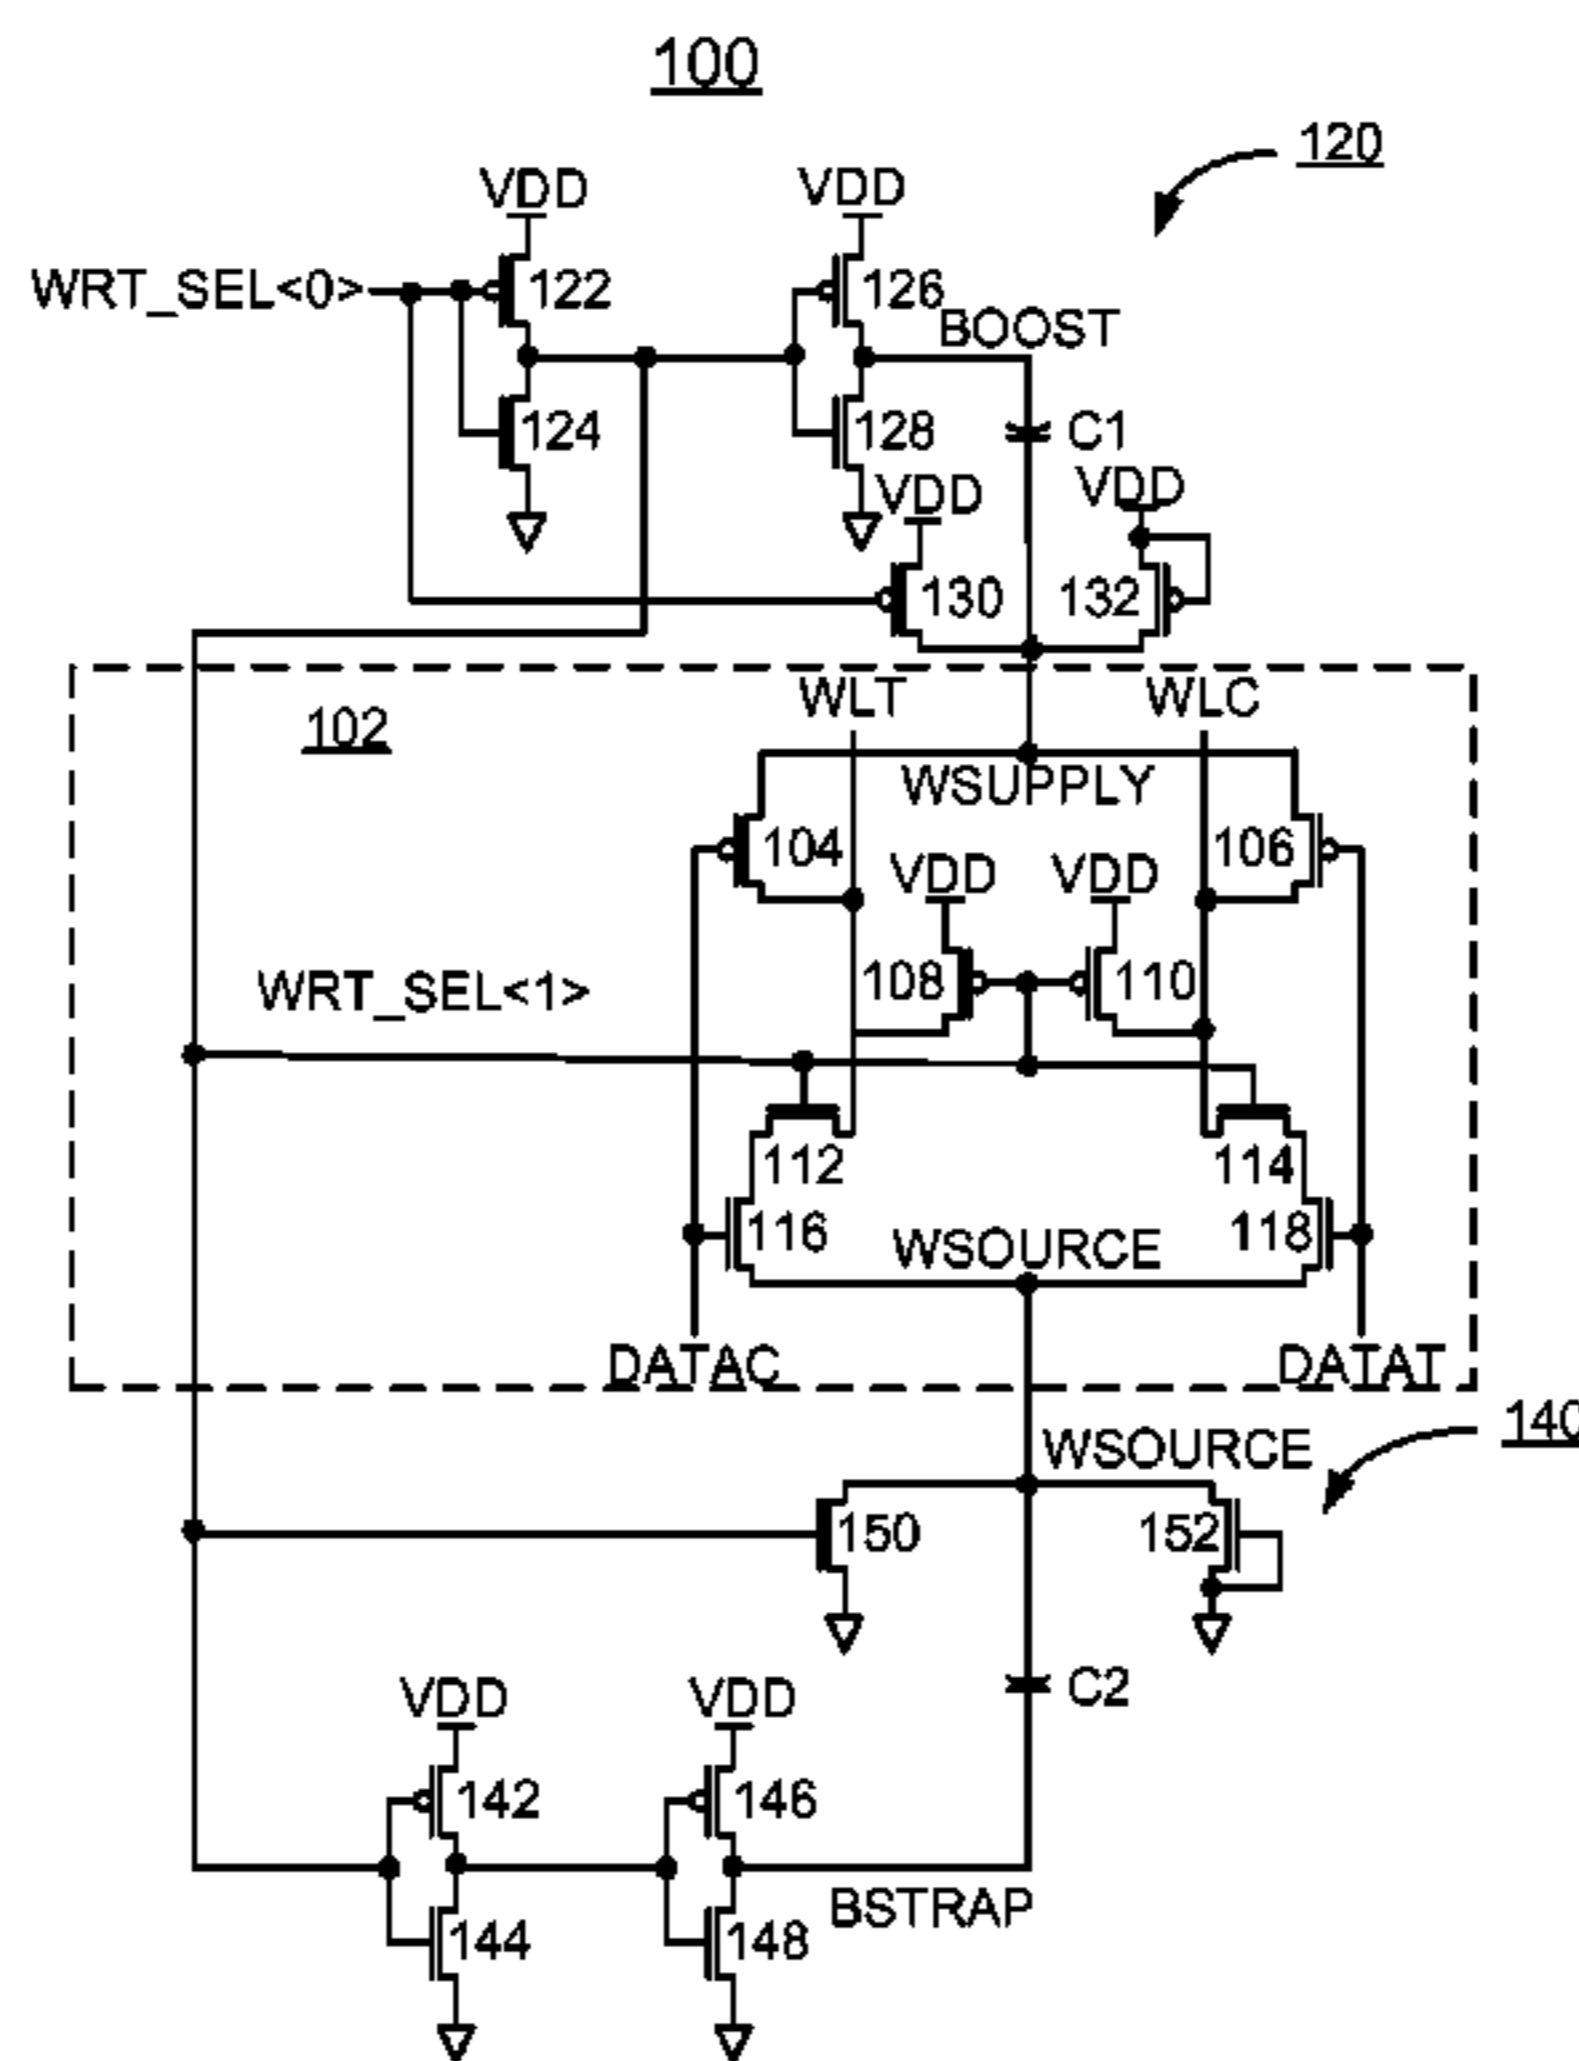 100
120
VDD VDD
WRT_SEL<0> 122 126
BOOST
124 128 C1
VDD VDD
130 132
WLT WLC
102
WSUPPLY
104 106
VDD VDD
108 110
WRT_SEL<1>
112 114
116 WSOURCE 118
DATAC DATAT
140
WSOURCE
150 152
VDD VDD C2
142 146
BSTRAP
144 148